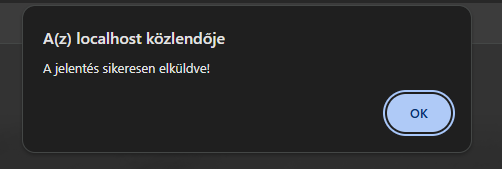 A(z) localhost közlendője
A jelentés sikeresen elküldve!
OK